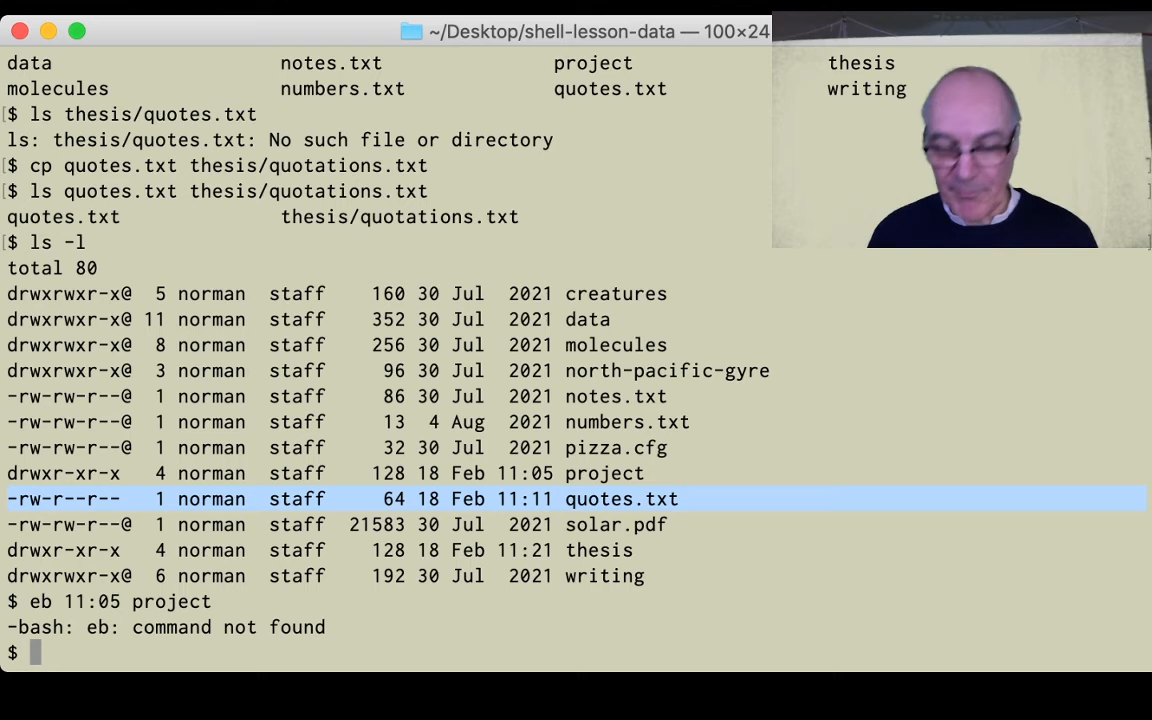 ~/Desktop/shell-lesson-data — 100×24
data notes.txt project thesis
molecules numbers.txt quotes.txt writing
[$ ls thesis/quotes.txt
ls: thesis/quotes.txt: No such file or directory
[$ cp quotes.txt thesis/quotations.txt ]
[$ ls quotes.txt thesis/quotations.txt ]
quotes.txt thesis/quotations.txt
[$ ls -l ]
total 80
drwxrwxr-x@ 5 norman staff 160 30 Jul 2021 creatures
drwxrwxr-x@ 11 norman staff 352 30 Jul 2021 data
drwxrwxr-x@ 8 norman staff 256 30 Jul 2021 molecules
drwxrwxr-x@ 3 norman staff 96 30 Jul 2021 north-pacific-gyre
-rw-rw-r--@ 1 norman staff 86 30 Jul 2021 notes.txt
-rw-rw-r--@ 1 norman staff 13 4 Aug 2021 numbers.txt
-rw-rw-r--@ 1 norman staff 32 30 Jul 2021 pizza.cfg
drwxr-xr-x 4 norman staff 128 18 Feb 11:05 project
-rw-r--r-- 1 norman staff 64 18 Feb 11:11 quotes.txt
-rw-rw-r--@ 1 norman staff 21583 30 Jul 2021 solar.pdf
drwxr-xr-x 4 norman staff 128 18 Feb 11:21 thesis
drwxrwxr-x@ 6 norman staff 192 30 Jul 2021 writing
$ eb 11:05 project
-bash: eb: command not found
$